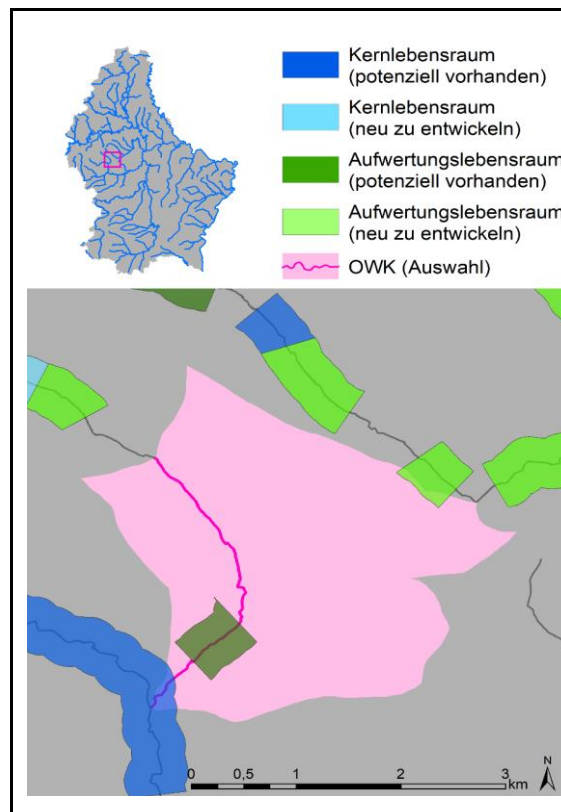 Kernlebensraum
(potenziell vorhanden)
Kernlebensraum
(neu zu entwickeln)
Aufwertungslebensraum
(potenziell vorhanden)
Aufwertungslebensraum
(neu zu entwickeln)
OWK (Auswahl)
0 0,5 1 2 3
km
N